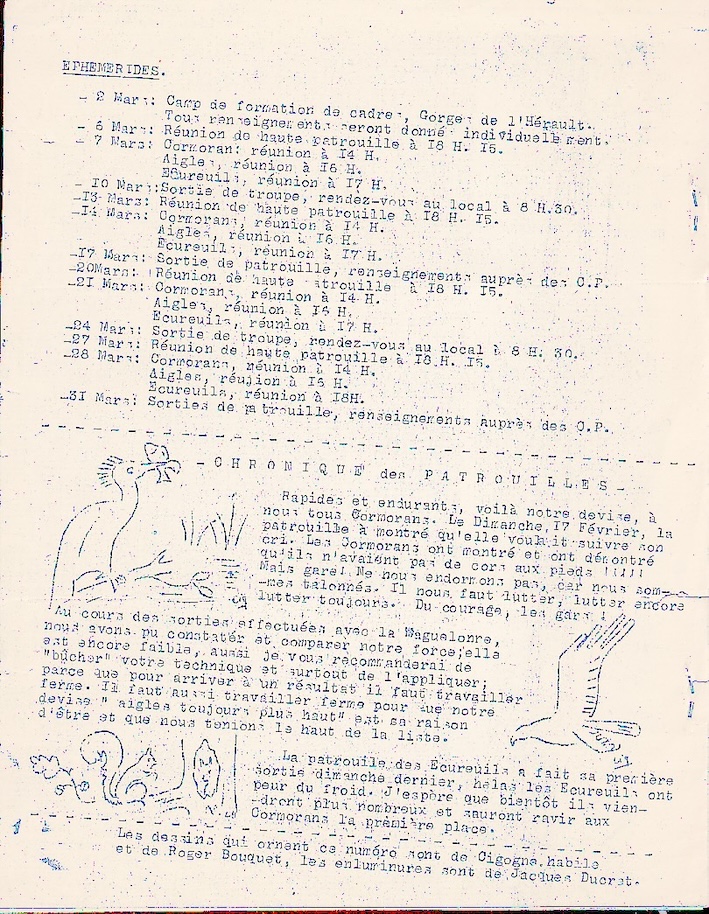 EPHEMERIDES.
- 2 Mars: Camp de formation de cadres, Gorges de l'Hérault.
Tous renseignements seront donnés individuellement.
- 6 Mars: Réunion de haute patrouille à I8 H. I5.
- 7 Mars: Cormorans réunion à I4 H.
Aigles, réunion à I6 H.
Ecureuils, réunion à I7 H.
- IO Mars: Sortie de troupe, rendez-vous au local à 8 H.30.
-I3 Mars: Réunion de haute patrouille à I8 H. I5.
-I4 Mars: Cormorans, réunion à I4 H.
Aigles, réunion à I6 H.
Ecureuils, réunion à I7 H.
-I7 Mars: Sortie de patrouille, renseignements auprès des C.P.
-20Mars: Réunion de haute patrouille à I8 H. I5.
-2I Mars: Cormorans, réunion à I4 H.
Aigles, réunion à H.
Ecureuils, réunion à I7 H.
-24 Mars: Sortie de troupe, rendez-vous au local à 8 H. 30.
-27 Mars: Réunion de haute patrouille à I8 H. I5.
-28 Mars: Cormorans, réunion à I4 H.
Aigles, réujion à I6 H.
Ecureuils, réunion à I8H.
-3I Mars: Sorties de patrouille, renseignements auprès des C.P.
- C H R O N I Q U E des P A T R O U I L L E S -
Rapides et endurants, voilà notre devise, à
nous tous Cormorans. Le Dimanche, I7 Février, la
patrouille à montré qu'elle voulait suivre son
cri. Les Cormorans ont montré et ont démontré
qu'ils n'avaient pas de cors aux pieds !!!!!
Mais gare! Ne nous endormons pas, car nous som-
-mes talonnés. Il nous faut lutter, lutter encore
lutter toujours. Du courage, les gars !
Au cours des sorties effectuées avec la Maguelonne,
nous avons pu constater et comparer notre force;elle
est encore faible, aussi je vous recommanderai de
"bûcher" votre technique et surtout de l'appliquer;
parce que pour arriver à un résultat il faut travailler
ferme. Il faut aussi travailler ferme pour que notre
devise " aigles toujours plus haut" est sa raison
d'être et que nous tenions le haut de la liste.
La patrouille des Ecureuils a fait sa première
sortie dimanche dernier, hélas les Ecureuils ont
peur du froid. J'espère que bientôt ils vien-
-dront plus nombreux et sauront ravir aux
Cormorans la première place.
Les dessins qui ornent ce numéro sont de Cigogne habile
et de Roger Bouquet, les enluminures sont de Jacques Ducrot.